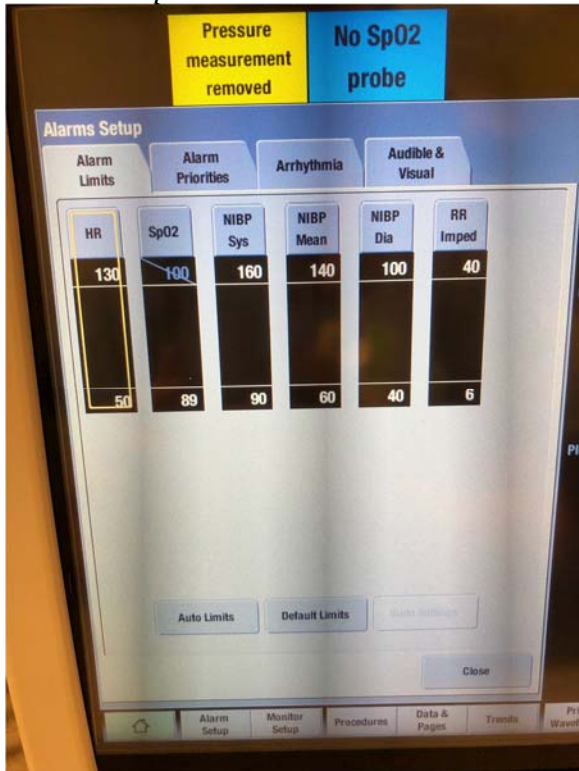 Pressure
measurement
removed
No SpO2
probe
Alarms Setup
Alarm
Limits
Alarm
Priorities
Arrhythmia
Audible &
Visual
HR
SpO2
NIBP
Sys
NIBP
Mean
NIBP
Dia
RR
Imped
130 100 160 140 100 40
50 89 90 60 40 6
Auto Limits
Default Limits
Close
Alarm
Setup
Monitor
Setup
Procedures
Data &
Pages
Trends